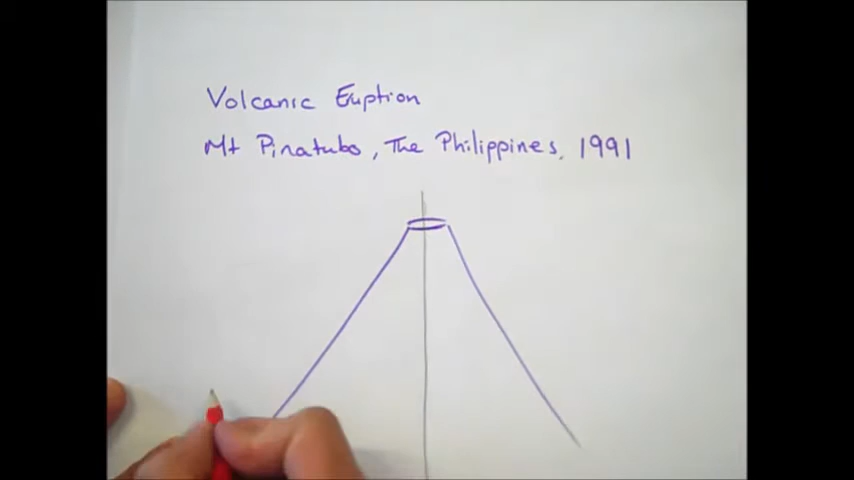 Volcanic Eruption
Mt Pinatubo, The Philippines, 1991